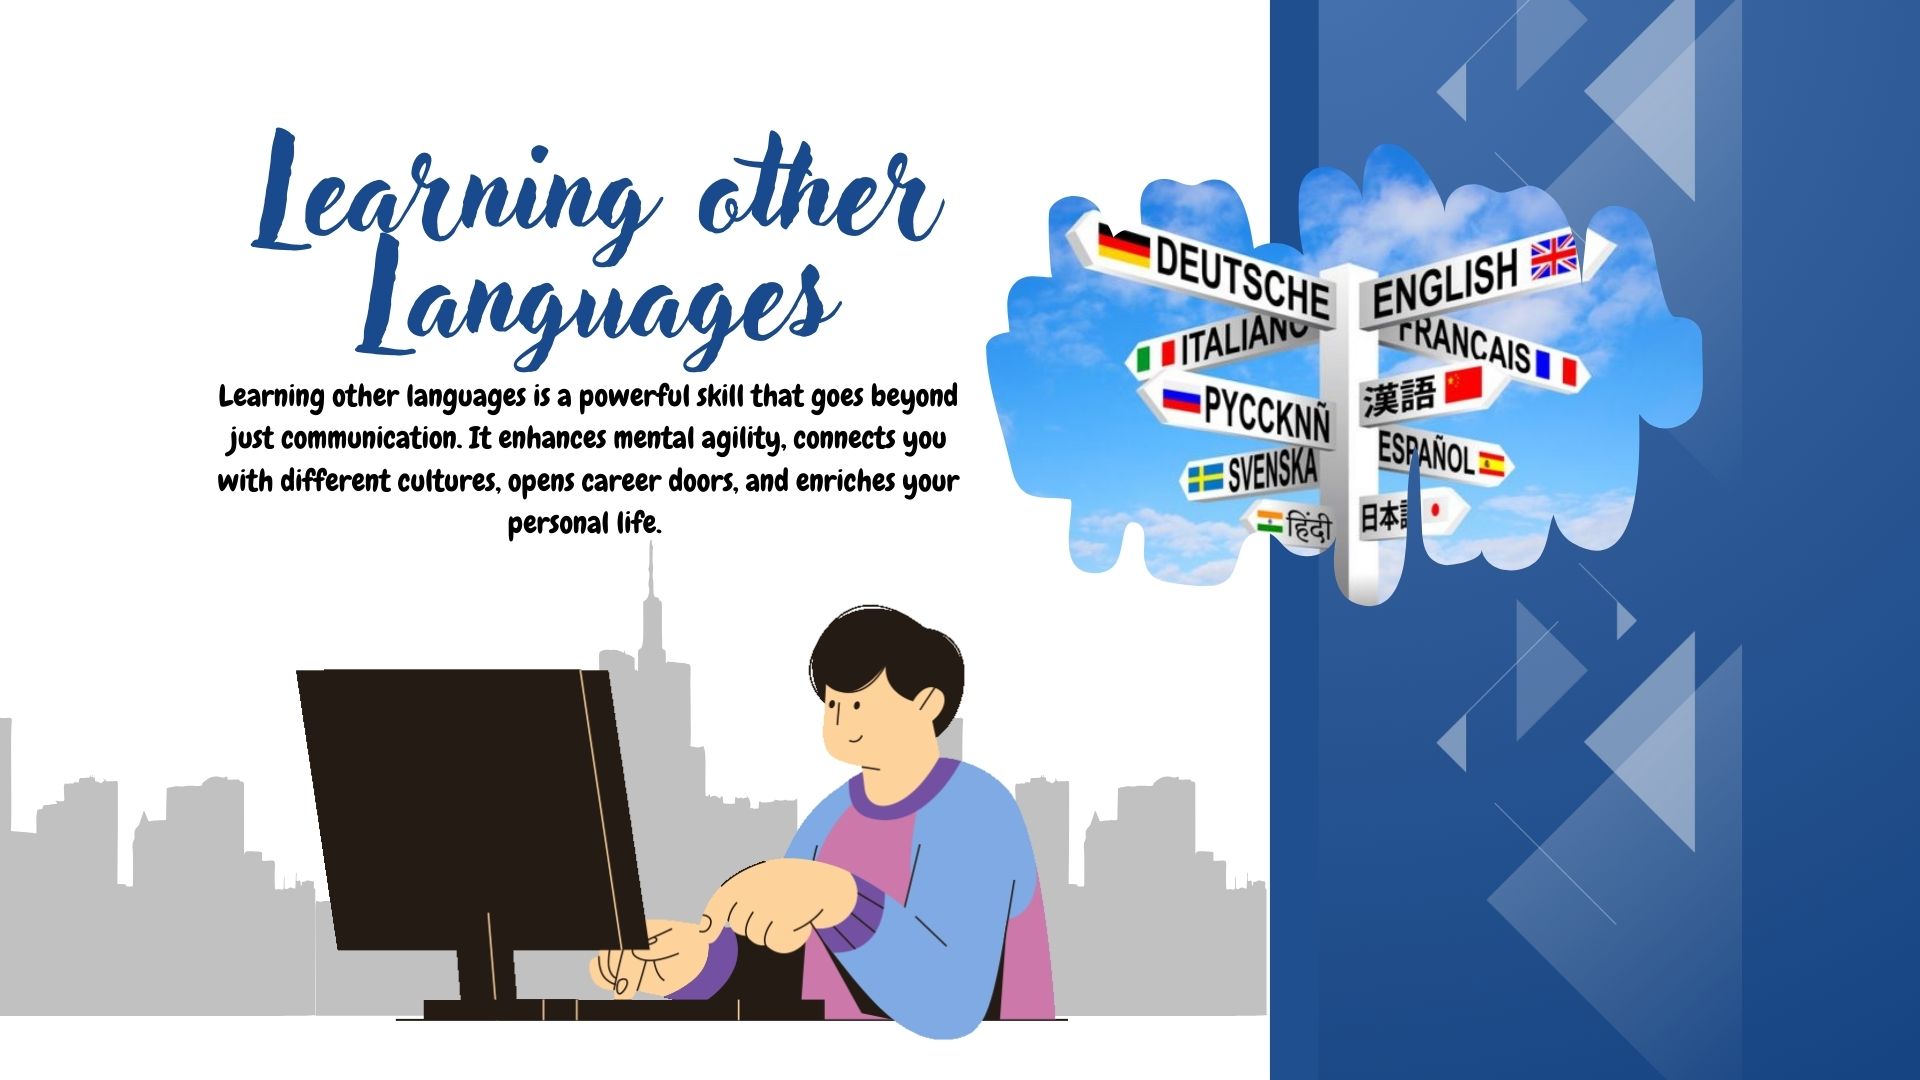 Learning other
Languages
Learning other languages is a powerful skill that goes beyond
just communication. It enhances mental agility, connects you
with different cultures, opens career doors, and enriches your
personal life.
DEUTSCHE
ENGLISH
ITALIANO
FRANCAIS
PYCCKNÑ
漢語
SVENSKA
ESPAÑOL
हिंदी
日本語